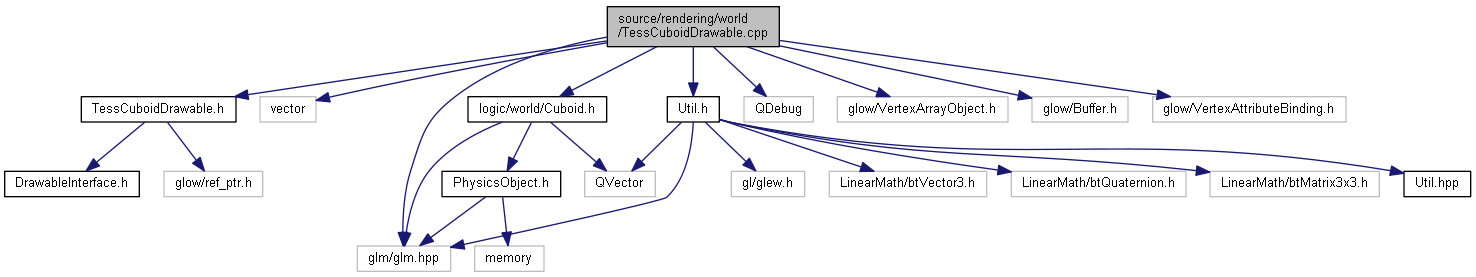 source/rendering/world
/TessCuboidDrawable.cpp
TessCuboidDrawable.h
vector
logic/world/Cuboid.h
Util.h
QDebug
glow/VertexArrayObject.h
glow/Buffer.h
glow/VertexAttributeBinding.h
DrawableInterface.h
glow/ref_ptr.h
PhysicsObject.h
QVector
gl/glew.h
LinearMath/btVector3.h
LinearMath/btQuaternion.h
LinearMath/btMatrix3x3.h
Util.hpp
glm/glm.hpp
memory